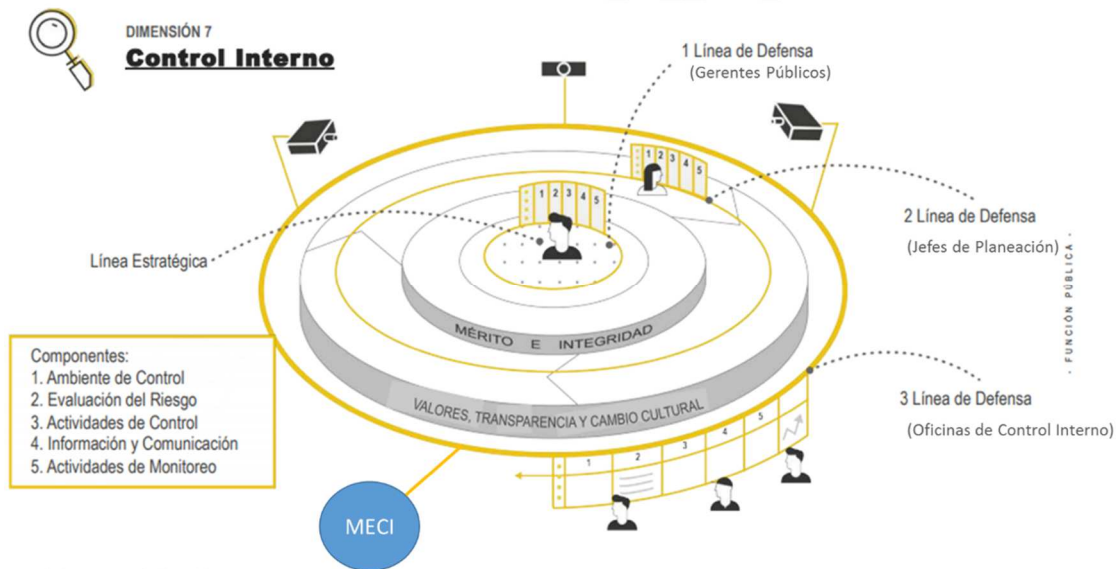 DIMENSIÓN 7
Control Interno
1 Línea de Defensa
(Gerentes Públicos)
1 2 3 4 5
1 2 3 4 5
2 Línea de Defensa
(Jefes de Planeación)
Línea Estratégica
- FUNCIÓN PÚBLICA -
MÉRITO E INTEGRIDAD
Componentes:
1. Ambiente de Control
2. Evaluación del Riesgo
3. Actividades de Control
4. Información y Comunicación
5. Actividades de Monitoreo
VALORES, TRANSPARENCIA Y CAMBIO CULTURAL
3 Línea de Defensa
(Oficinas de Control Interno)
1 2 3 4 5
MECI